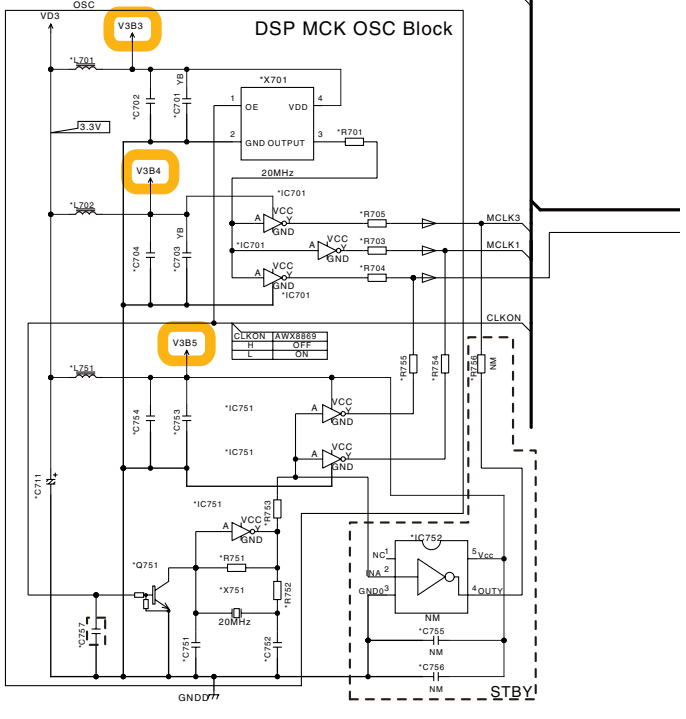 OSC
VD3
V3B3
DSP MCK OSC Block
*L701
YB
*C702
*C701
*X701
1
OE
VDD
4
2
GND OUTPUT
3
*R701
3.3V
20MHz
V3B4
*L702
*IC701
VCC
A
Y
GND
*R705
MCLK3
YB
*C704
*C703
*IC701
VCC
A
Y
GND
*R703
MCLK1
A
Y
*R704
*IC701
CLKON
CLKON AWX8869
H OFF
L ON
V3B5
*L751
*R755
*R754
*R756
NM
*C754
*C753
*IC751
VCC
A
Y
GND
*IC751
VCC
A
Y
GND
*C711
+
*IC751
VCC
A
Y
GND
*R753
*R751
*Q751
*X751
20MHz
*R752
*C757
*C751
*C752
*IC752
NC 1
5 Vcc
INA 2
GND0 3
4 OUTY
NM
*C755
NM
*C756
NM
GNDD
STBY